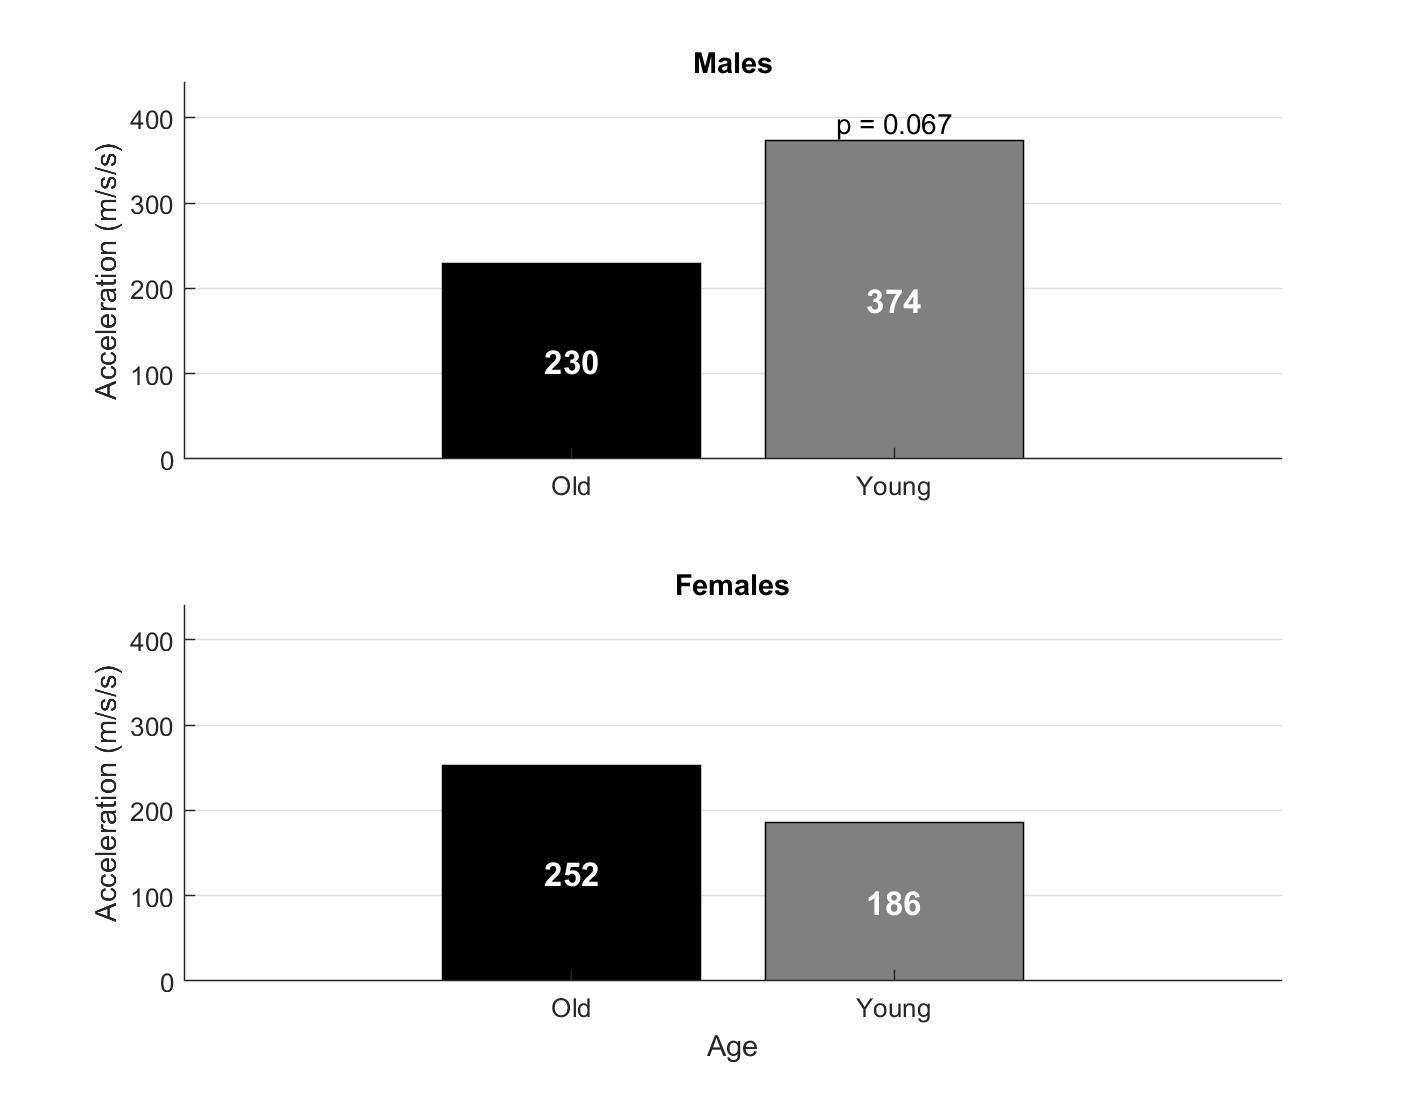 Males
Acceleration (m/s/s)
400
300
200
100
0
p = 0.067
230
374
Old
Young
Females
Acceleration (m/s/s)
400
300
200
100
0
252
186
Old
Young
Age